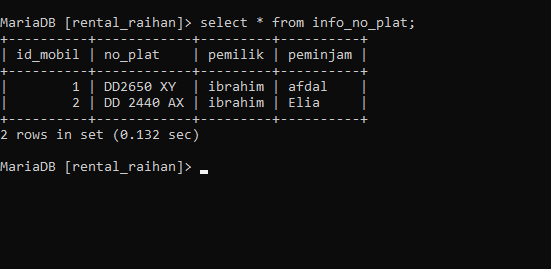 MariaDB [rental_raihan]> select * from info_no_plat;
+----------+------------+---------+----------+
| id_mobil | no_plat    | pemilik | peminjam |
+----------+------------+---------+----------+
|        1 | DD2650 XY  | ibrahim | afdal    |
|        2 | DD 2440 AX | ibrahim | Elia     |
+----------+------------+---------+----------+
2 rows in set (0.132 sec)
MariaDB [rental_raihan]>